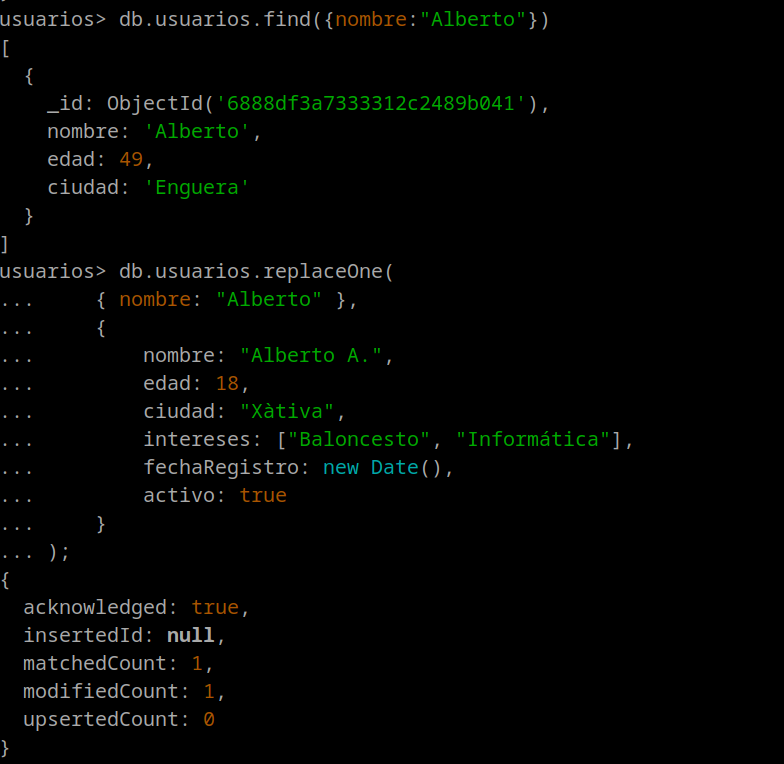 usuarios> db.usuarios.find({nombre:"Alberto"})
[
  {
    _id: ObjectId('6888df3a7333312c2489b041'),
    nombre: 'Alberto',
    edad: 49,
    ciudad: 'Enguera'
  }
]
usuarios> db.usuarios.replaceOne(
...     { nombre: "Alberto" },
...     {
...         nombre: "Alberto A.",
...         edad: 18,
...         ciudad: "Xàtiva",
...         intereses: ["Baloncesto", "Informática"],
...         fechaRegistro: new Date(),
...         activo: true
...     }
... );
{
  acknowledged: true,
  insertedId: null,
  matchedCount: 1,
  modifiedCount: 1,
  upsertedCount: 0
}